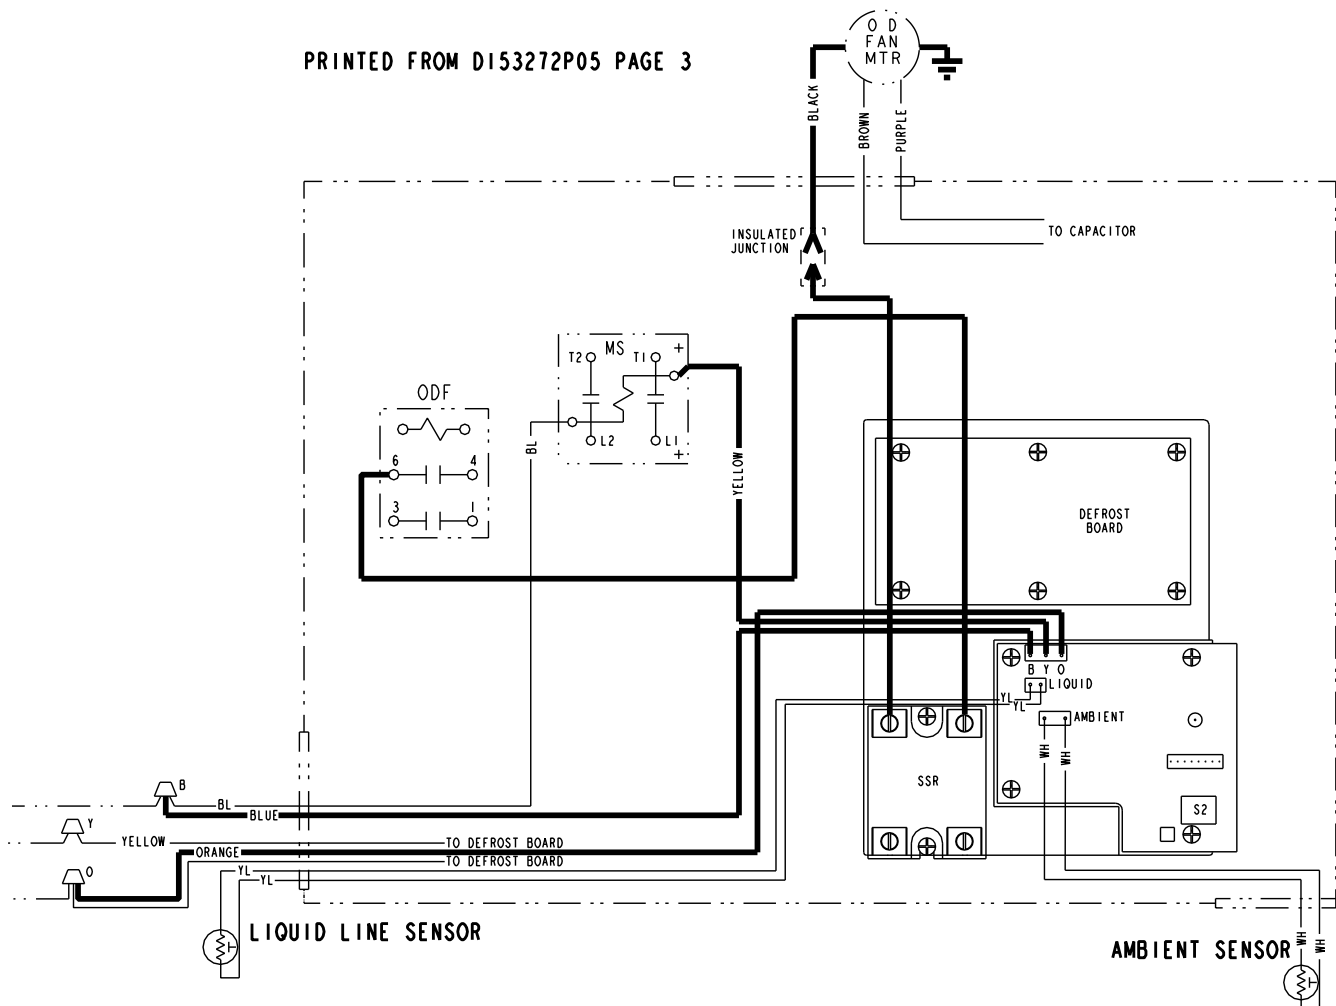 PRINTED FROM D153272P05 PAGE 3
O D
FAN
MTR
BLACK
BROWN
PURPLE
INSULATED
JUNCTION
TO CAPACITOR
MS
T2
T1
+
L2
L1
+
ODF
6
4
3
1
BL
YELLOW
DEFROST
BOARD
B Y O
LIQUID
YL
YL
AMBIENT
WH
WH
SSR
S2
B
BL
BLUE
Y
YELLOW
TO DEFROST BOARD
ORANGE
TO DEFROST BOARD
O
YL
YL
LIQUID LINE SENSOR
T
AMBIENT SENSOR
WH
WH
T